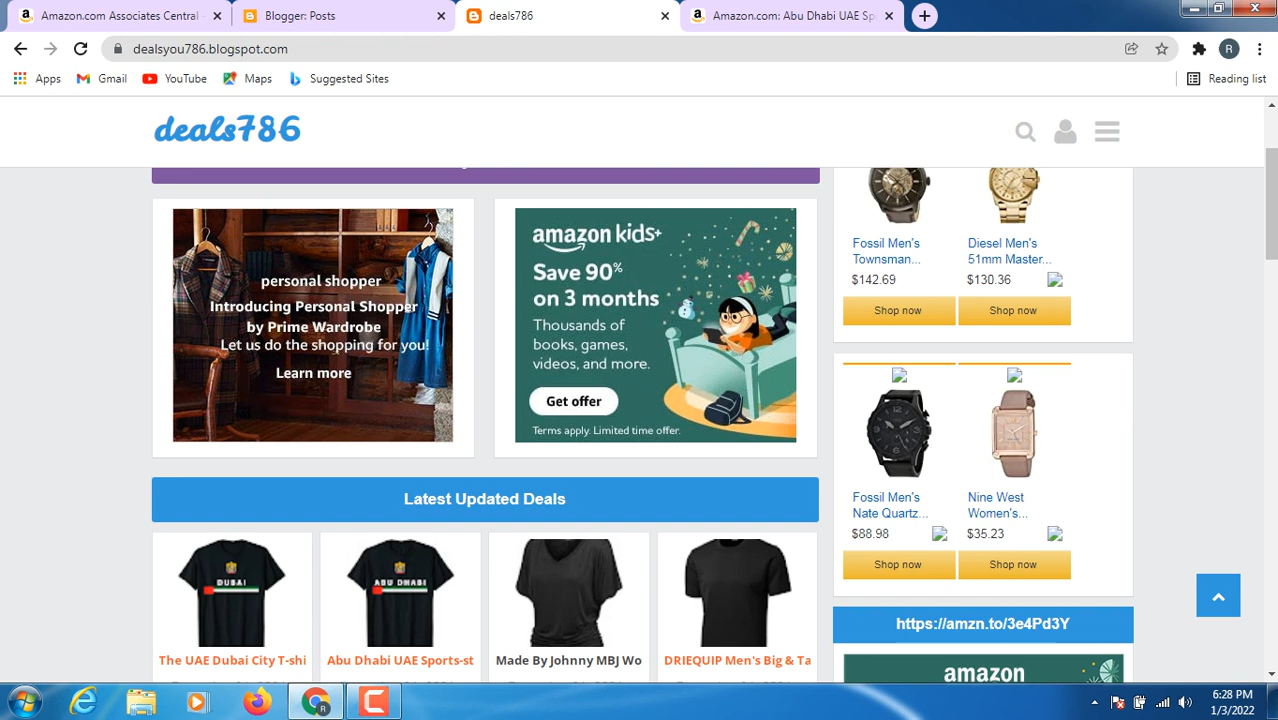 Amazon.com Associates Central -
Blogger: Posts
deals786
Amazon.com: Abu Dhabi UAE Sp
dealsyou786.blogspot.com
R
Apps
Gmail
YouTube
Maps
Suggested Sites
Reading list
deals786
personal shopper
Introducing Personal Shopper
by Prime Wardrobe
Let us do the shopping for you!
Learn more
amazon kids+
Save 90%
on 3 months
Thousands of
books, games,
videos, and more.
Get offer
Terms apply. Limited time offer.
Fossil Men's
Townsman...
$142.69
Shop now
Diesel Men's
51mm Master...
$130.36
Shop now
Fossil Men's
Nate Quartz...
$88.98
Shop now
Nine West
Women's...
$35.23
Shop now
Latest Updated Deals
DUBAI
ABU DHABI
The UAE Dubai City T-shi
Abu Dhabi UAE Sports-st
Made By Johnny MBJ Wo
DRIEQUIP Men's Big & Ta
https://amzn.to/3e4Pd3Y
amazon
R
6:28 PM
1/3/2022